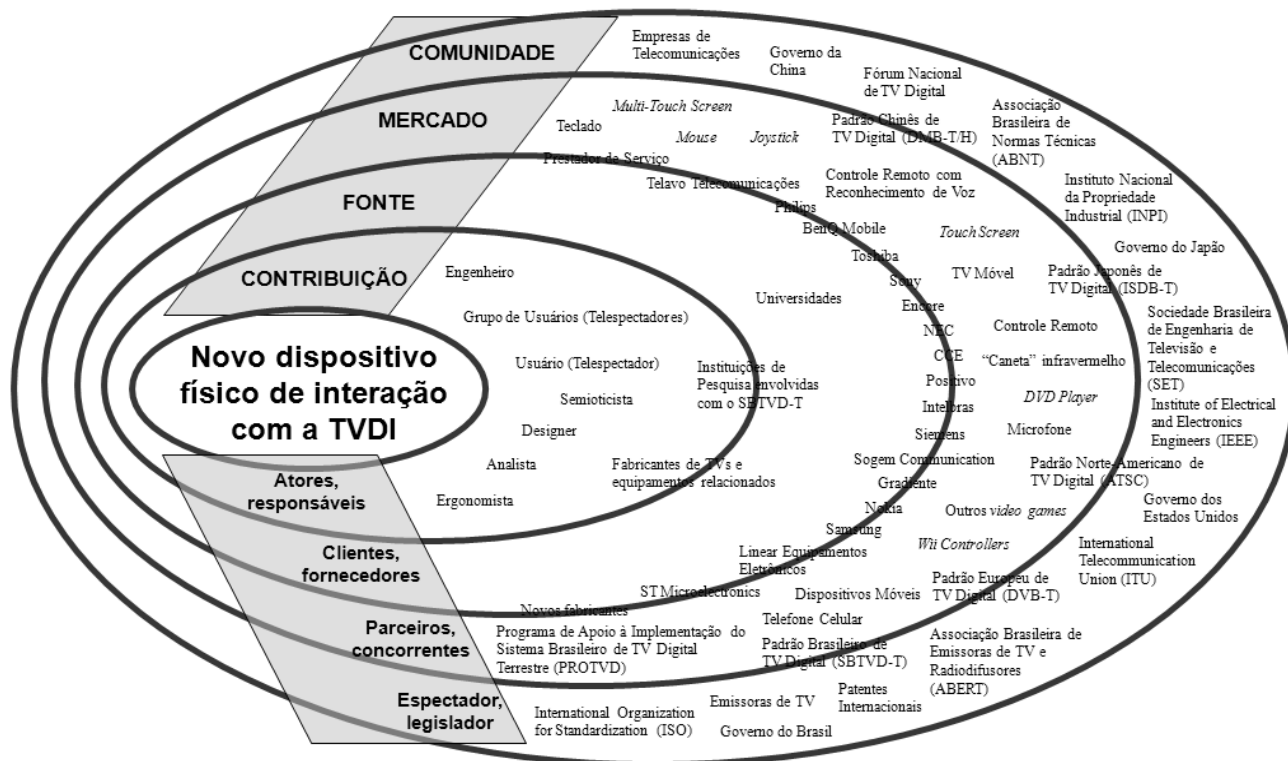 COMUNIDADE
MERCADO
FONTE
CONTRIBUIÇÃO
Novo dispositivo
físico de interação
com a TVDI
Atores,
responsáveis
Clientes,
fornecedores
Parceiros,
concorrentes
Espectador,
legislador
Empresas de
Telecomunicações
Governo da
China
Fórum Nacional
de TV Digital
Associação
Brasileira de
Normas Técnicas
(ABNT)
Instituto Nacional
da Propriedade
Industrial (INPI)
Governo do Japão
Sociedade Brasileira
de Engenharia de
Televisão e
Telecomunicações
(SET)
Institute of Electrical
and Electronics
Engineers (IEEE)
Governo dos
Estados Unidos
International
Telecommunication
Union (ITU)
Associação Brasileira de
Emissoras de TV e
Radiodifusores
(ABERT)
Patentes
Internacionais
Emissoras de TV
Governo do Brasil
International Organization
for Standardization (ISO)
Multi-Touch Screen
Teclado
Mouse
Joystick
Padrão Chinês de
TV Digital (DMB-T/H)
Prestador de Serviço
Telavo Telecomunicações
Controle Remoto com
Reconhecimento de Voz
Philips
BenQ Mobile
Touch Screen
Toshiba
TV Móvel
Padrão Japonês de
TV Digital (ISDB-T)
Sony
Encore
NEC
Controle Remoto
CCE
“Caneta” infravermelho
Positivo
DVD Player
Intelbras
Microfone
Siemens
Sogem Communication
Padrão Norte-Americano de
TV Digital (ATSC)
Gradiente
Nokia
Outros video games
Samsung
Wii Controllers
Linear Equipamentos
Eletrônicos
Padrão Europeu de
TV Digital (DVB-T)
ST Microelectronics
Dispositivos Móveis
Novos fabricantes
Telefone Celular
Programa de Apoio à Implementação do
Sistema Brasileiro de TV Digital
Terrestre (PROTVD)
Padrão Brasileiro de
TV Digital (SBTVD-T)
Engenheiro
Grupo de Usuários (Telespectadores)
Universidades
Usuário (Telespectador)
Instituições de
Pesquisa envolvidas
com o SBTVD-T
Semioticista
Designer
Analista
Fabricantes de TVs e
equipamentos relacionados
Ergonomista